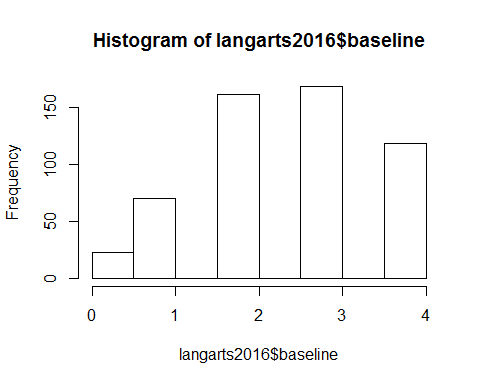 Histogram of langarts2016$baseline
Frequency
150
100
50
0
0 1 2 3 4
langarts2016$baseline